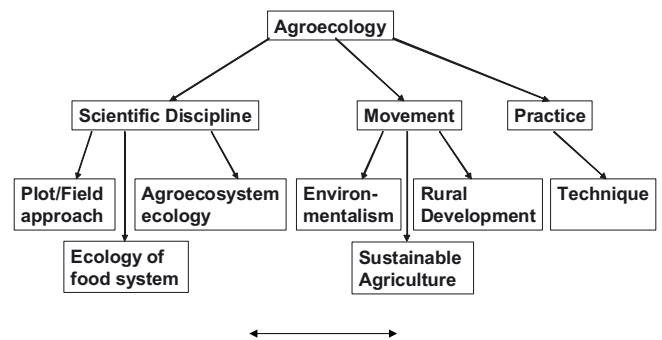 Agroecology
Scientific Discipline
Movement
Practice
Plot/Field
approach
Agroecosystem
ecology
Environ-
mentalism
Rural
Development
Technique
Ecology of
food system
Sustainable
Agriculture